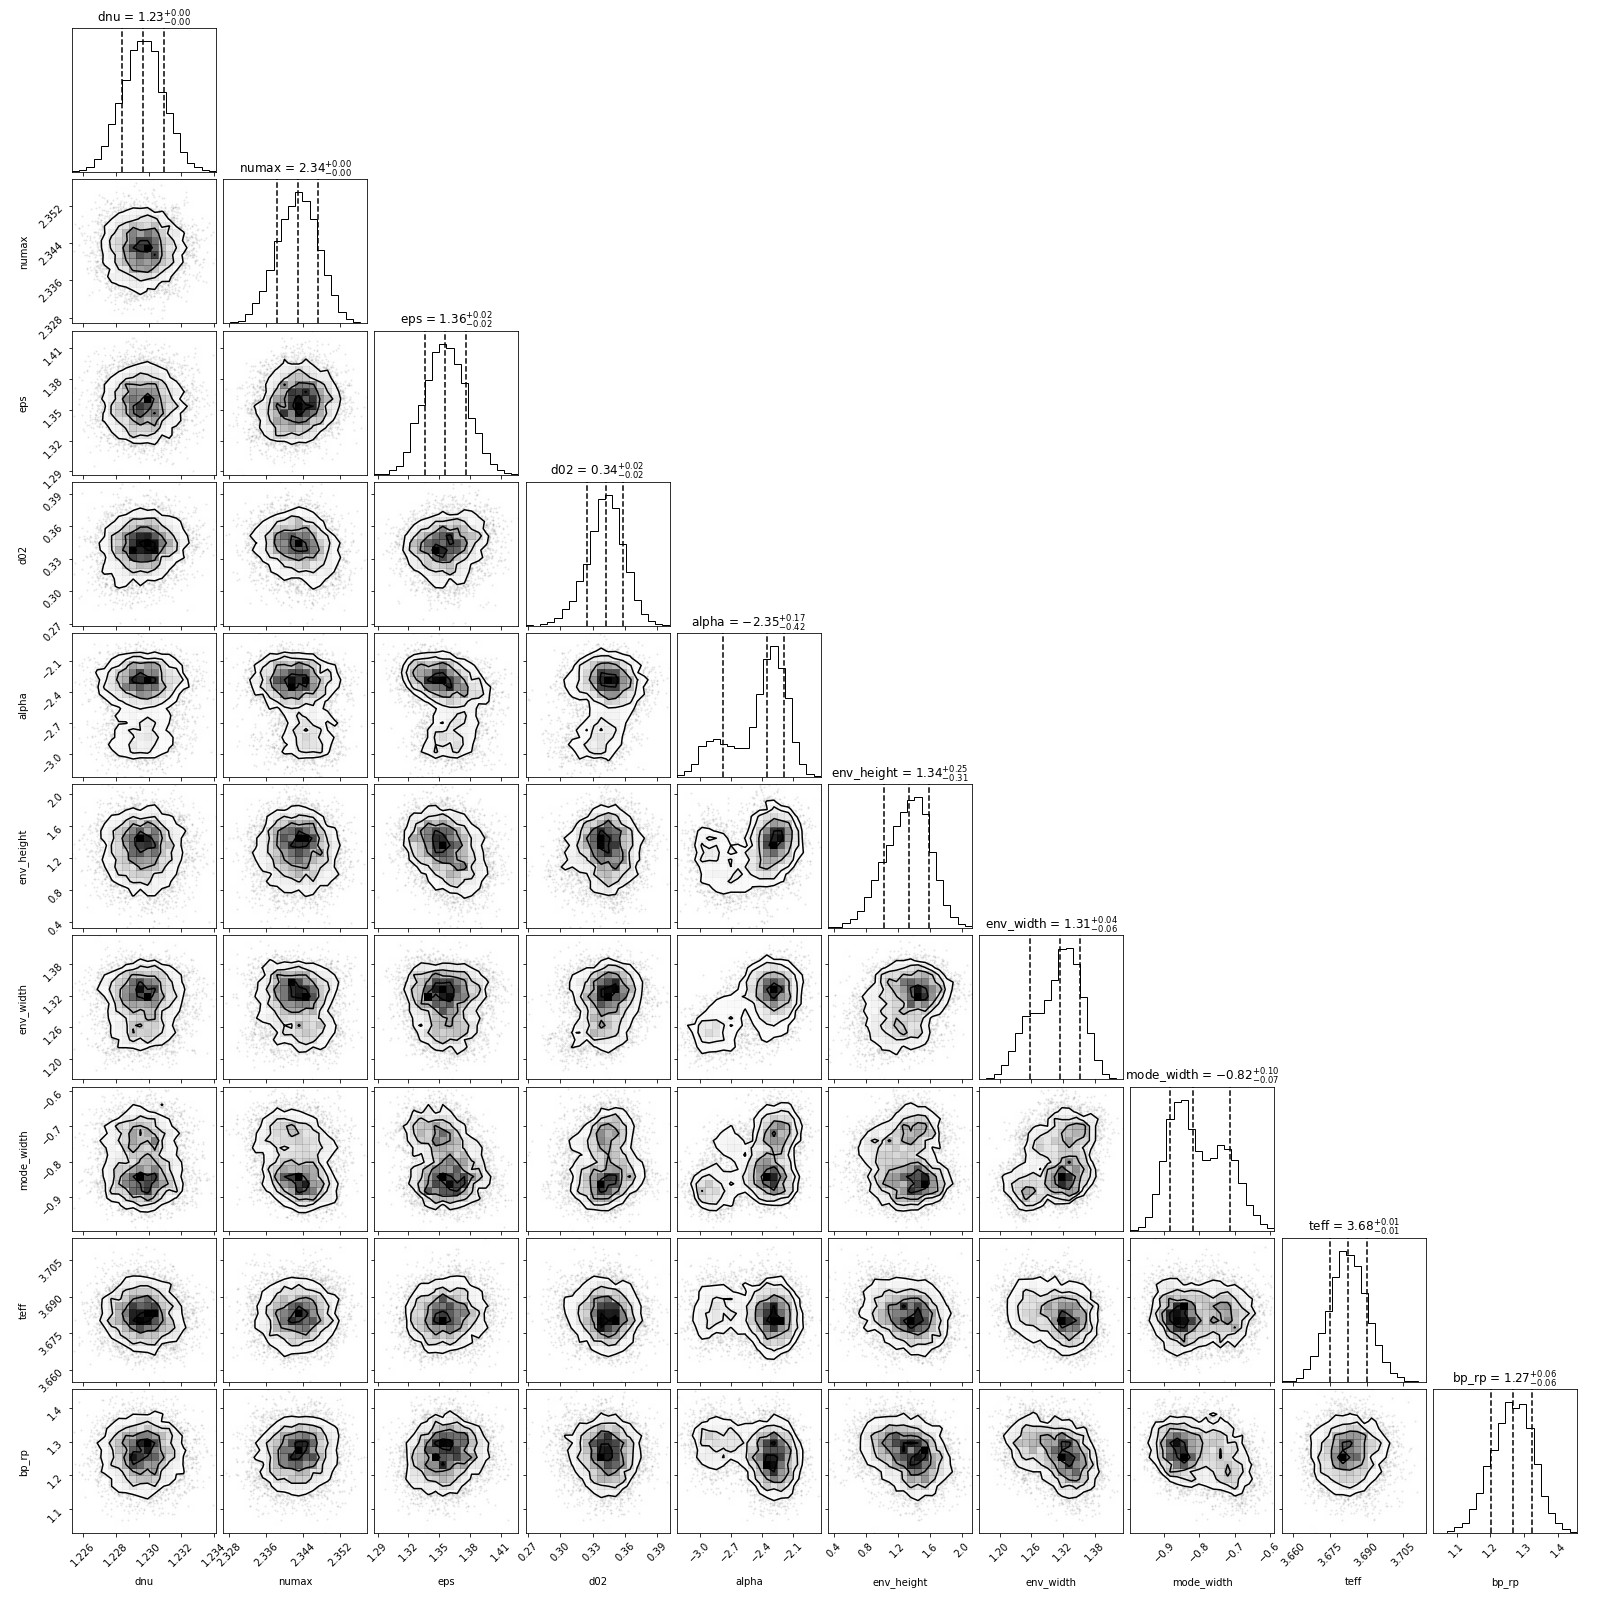 dnu = 1.23+0.00 −0.00
numax = 2.34+0.00 −0.00
2.352
2.344
2.336
2.328
numax
eps = 1.36+0.02 −0.02
1.41
1.38
1.35
1.32
1.29
eps
d02 = 0.34+0.02 −0.02
0.39
0.36
0.33
0.30
0.27
d02
alpha = −2.35+0.17 −0.42
−2.1
−2.4
−2.7
−3.0
alpha
env_height = 1.34+0.25 −0.31
2.0
1.6
1.2
0.8
0.4
env_height
env_width = 1.31+0.04 −0.06
1.38
1.32
1.26
1.20
env_width
mode_width = −0.82+0.10 −0.07
−0.6
−0.7
−0.8
−0.9
mode_width
teff = 3.68+0.01 −0.01
3.705
3.690
3.675
3.660
teff
bp_rp = 1.27+0.06 −0.06
1.4
1.3
1.2
1.1
bp_rp
1.226 1.228 1.230 1.232 1.234 2.328 2.336 2.344 2.352 1.29 1.32 1.35 1.38 1.41 0.27 0.30 0.33 0.36 0.39 −3.0 −2.7 −2.4 −2.1 0.4 0.8 1.2 1.6 2.0 1.20 1.26 1.32 1.38 −0.9 −0.8 −0.7 −0.6 3.660 3.675 3.690 3.705 1.1 1.2 1.3 1.4
dnu numax eps d02 alpha env_height env_width mode_width teff bp_rp